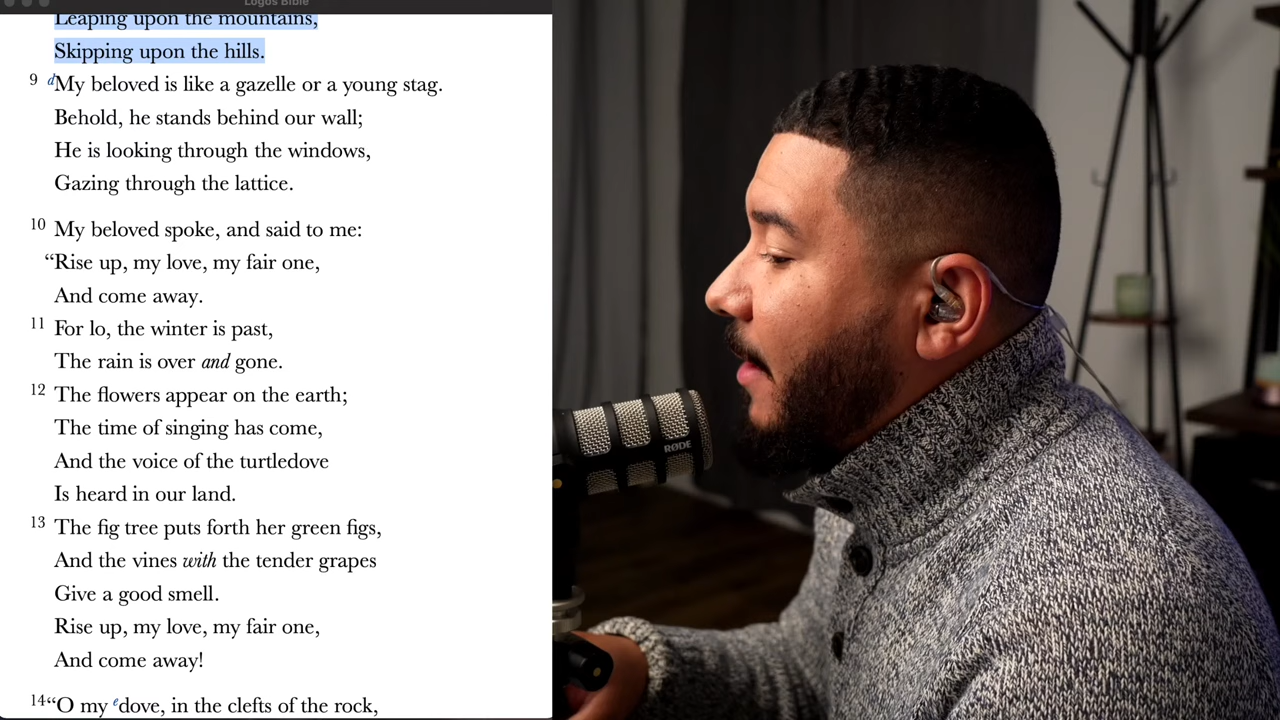 Logos Bible
Leaping upon the mountains,
Skipping upon the hills.
9 dMy beloved is like a gazelle or a young stag.
Behold, he stands behind our wall;
He is looking through the windows,
Gazing through the lattice.
10 My beloved spoke, and said to me:
“Rise up, my love, my fair one,
And come away.
11 For lo, the winter is past,
The rain is over and gone.
12 The flowers appear on the earth;
The time of singing has come,
And the voice of the turtledove
Is heard in our land.
13 The fig tree puts forth her green figs,
And the vines with the tender grapes
Give a good smell.
Rise up, my love, my fair one,
And come away!
14“O my edove, in the clefts of the rock,
RØDE